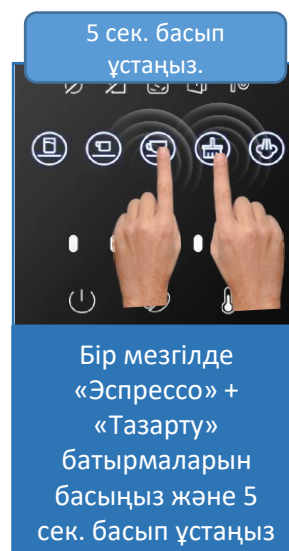 5 сек. басып
ұстаңыз.
Бір мезгілде
«Эспрессо» +
«Тазарту»
батырмаларын
басыңыз және 5
сек. басып ұстаңыз